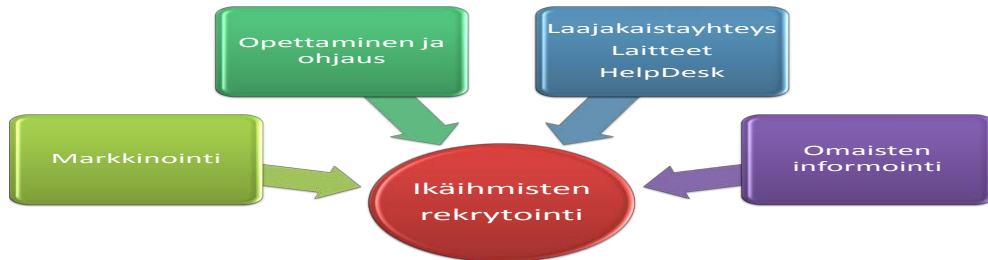 Opettaminen ja
ohjaus
Laajakaistayhteys
Laitteet
HelpDesk
Markkinointi
Omaisten
informointi
Ikäihmisten
rekrytointi